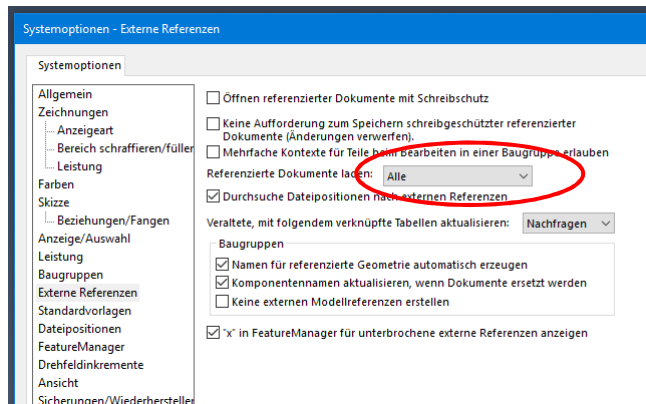 Systemoptionen - Externe Referenzen
Systemoptionen
Allgemein
Zeichnungen
Anzeigeart
Bereich schraffieren/füller
Leistung
Farben
Skizze
Beziehungen/Fangen
Anzeige/Auswahl
Leistung
Baugruppen
Externe Referenzen
Standardvorlagen
Dateipositionen
FeatureManager
Drehfeldinkremente
Ansicht
Sicherungen/Wiederhersteller
Öffnen referenzierter Dokumente mit Schreibschutz
Keine Aufforderung zum Speichern schreibgeschützter referenzierter
Dokumente (Änderungen verwerfen).
Mehrfache Kontexte für Teile beim Bearbeiten in einer Baugruppe erlauben
Referenzierte Dokumente laden: Alle
Durchsuche Dateipositionen nach externen Referenzen
Veraltete, mit folgendem verknüpfte Tabellen aktualisieren: Nachfragen
Baugruppen
Namen für referenzierte Geometrie automatisch erzeugen
Komponentennamen aktualisieren, wenn Dokumente ersetzt werden
Keine externen Modellreferenzen erstellen
"x" in FeatureManager für unterbrochene externe Referenzen anzeigen